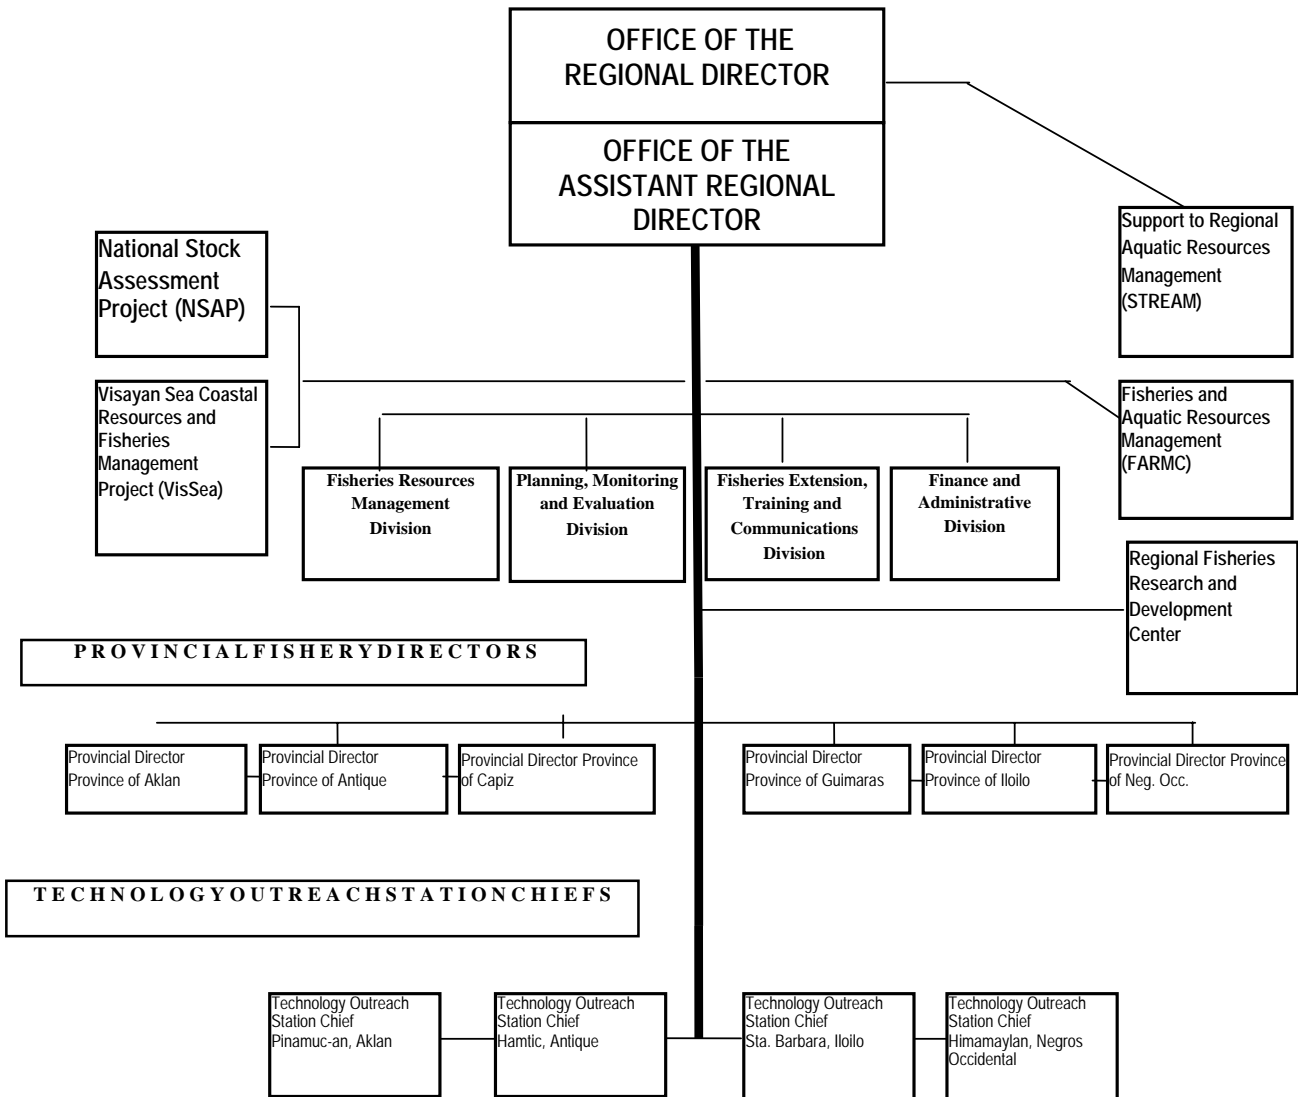 OFFICE OF THE
REGIONAL DIRECTOR
OFFICE OF THE
ASSISTANT REGIONAL
DIRECTOR
National Stock
Assessment
Project (NSAP)
Support to Regional
Aquatic Resources
Management
(STREAM)
Visayan Sea Coastal
Resources and
Fisheries
Management
Project (VisSea)
Fisheries and
Aquatic Resources
Management
(FARMC)
Fisheries Resources
Management
Division
Planning, Monitoring
and Evaluation
Division
Fisheries Extension,
Training and
Communications
Division
Finance and
Administrative
Division
Regional Fisheries
Research and
Development
Center
P R O V I N C I A L F I S H E R Y D I R E C T O R S
Provincial Director
Province of Aklan
Provincial Director
Province of Antique
Provincial Director Province
of Capiz
Provincial Director
Province of Guimaras
Provincial Director
Province of Iloilo
Provincial Director Province
of Neg. Occ.
T E C H N O L O G Y O U T R E A C H S T A T I O N C H I E F S
Technology Outreach
Station Chief
Pinamuc-an, Aklan
Technology Outreach
Station Chief
Hamtic, Antique
Technology Outreach
Station Chief
Sta. Barbara, Iloilo
Technology Outreach
Station Chief
Himamaylan, Negros
Occidental